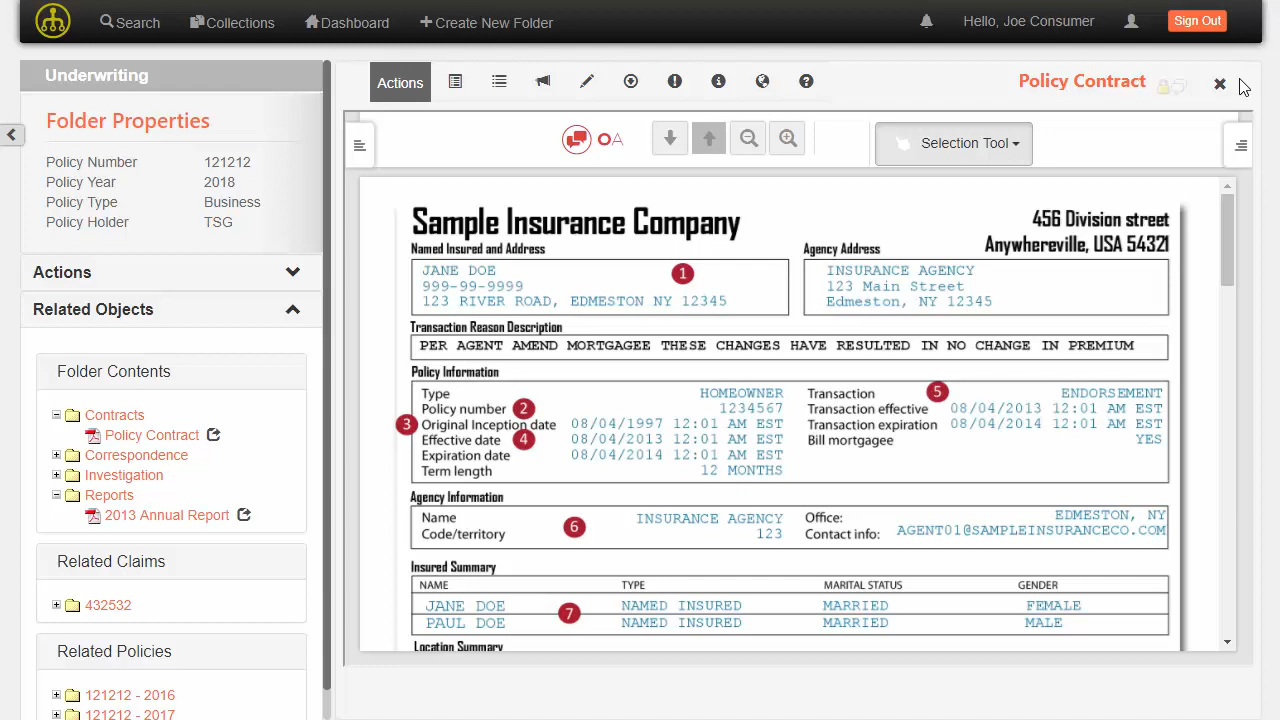 Search Collections Dashboard Create New Folder Hello, Joe Consumer Sign Out
Underwriting
Folder Properties
Policy Number 121212
Policy Year 2018
Policy Type Business
Policy Holder TSG
Actions
Related Objects
Folder Contents
Contracts
Policy Contract
Correspondence
Investigation
Reports
2013 Annual Report
Related Claims
432532
Related Policies
121212 - 2016
121212 - 2017
Actions Policy Contract
OA Selection Tool
Sample Insurance Company
456 Division street
Anywhereville, USA 54321
Named Insured and Address
Agency Address
JANE DOE 1
999-99-9999
123 RIVER ROAD, EDMESTON NY 12345
INSURANCE AGENCY
123 Main Street
Edmeston, NY 12345
Transaction Reason Description
PER AGENT AMEND MORTGAGEE THESE CHANGES HAVE RESULTED IN NO CHANGE IN PREMIUM
Policy Information
Type HOMEOWNER
Policy number 2 1234567
3 Original Inception date 08/04/1997 12:01 AM EST
Effective date 4 08/04/2013 12:01 AM EST
Expiration date 08/04/2014 12:01 AM EST
Term length 12 MONTHS
Transaction 5 ENDORSEMENT
Transaction effective 08/04/2013 12:01 AM EST
Transaction expiration 08/04/2014 12:01 AM EST
Bill mortgagee YES
Agency Information
Name INSURANCE AGENCY
Code/territory 6 123
Office: EDMESTON, NY
Contact info: AGENT01@SAMPLEINSURANCECO.COM
Insured Summary
NAME TYPE MARITAL STATUS GENDER
JANE DOE NAMED INSURED MARRIED FEMALE
7
PAUL DOE NAMED INSURED MARRIED MALE
Location Summary